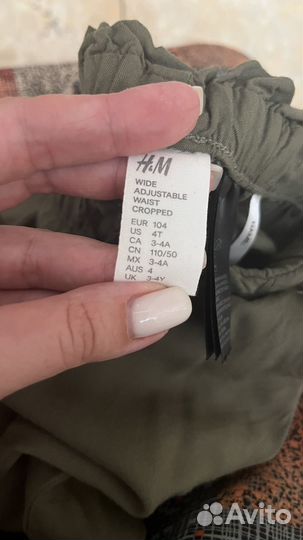 H&M
WIDE
ADJUSTABLE
WAIST
CROPPED
EUR 104
US 4T
CA 3-4A
CN 110/50
MX 3-4A
AUS 4
UK 3-4Y
Avito